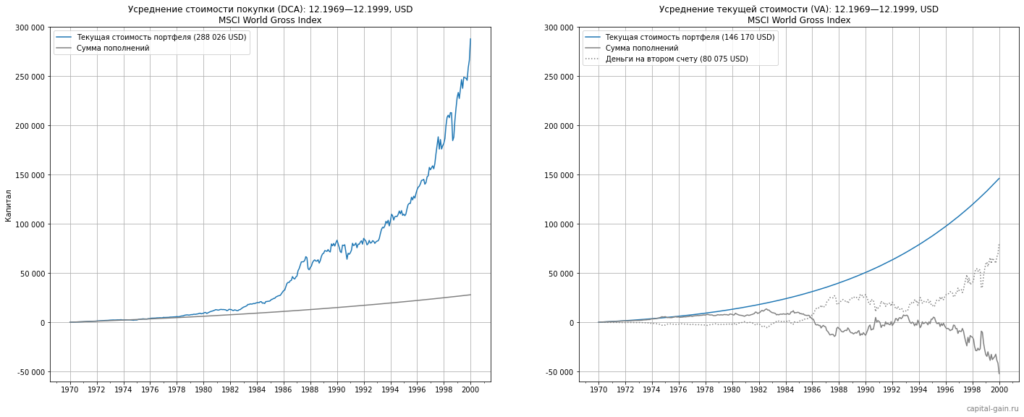 Усреднение стоимости покупки (DCA): 12.1969—12.1999, USD
MSCI World Gross Index
Текущая стоимость портфеля (288 026 USD)
Сумма пополнений
Капитал
300 000
250 000
200 000
150 000
100 000
50 000
0
-50 000
1970 1972 1974 1976 1978 1980 1982 1984 1986 1988 1990 1992 1994 1996 1998 2000
Усреднение текущей стоимости (VA): 12.1969—12.1999, USD
MSCI World Gross Index
Текущая стоимость портфеля (146 170 USD)
Сумма пополнений
Деньги на втором счету (80 075 USD)
300 000
250 000
200 000
150 000
100 000
50 000
0
-50 000
1970 1972 1974 1976 1978 1980 1982 1984 1986 1988 1990 1992 1994 1996 1998 2000
capital-gain.ru